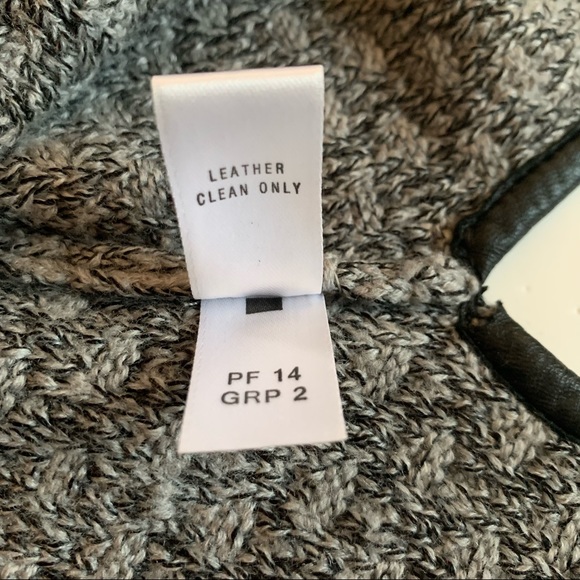 LEATHER
CLEAN ONLY
PF 14
GRP 2